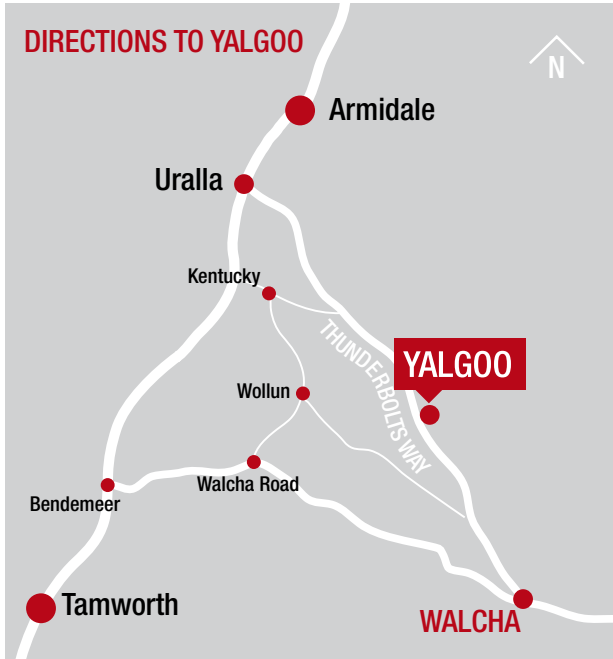 DIRECTIONS TO YALGOO
N
Armidale
Uralla
Kentucky
THUNDERBOLTS WAY
YALGOO
Wollun
Walcha Road
Bendemeer
Tamworth
WALCHA